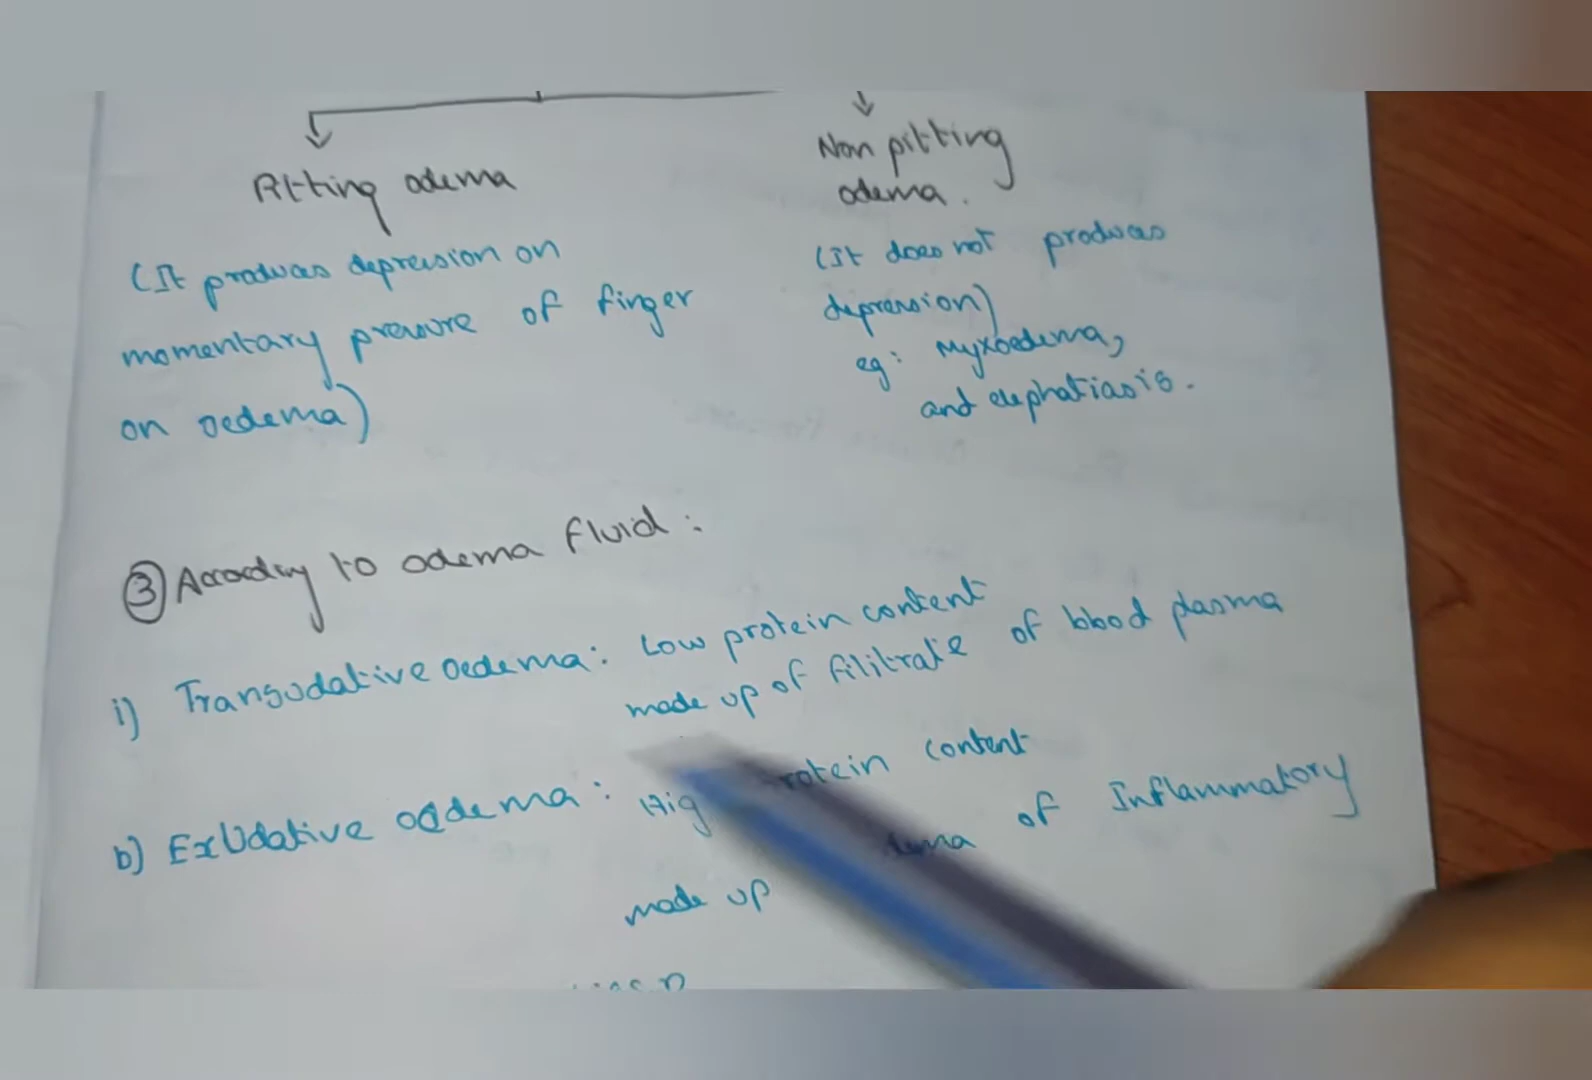 Pitting odema
Non pitting
odema.
(It produces depression on
momentary pressure of finger
on oedema)
(It does not produces
depression)
eg: Myxoedema,
and elephatiasis.
③ According to odema fluid:
i) Transudative oedema: Low protein content
made up of filitrate of blood plasma
b) ExUdative oedema: content
made up of Inflammatory